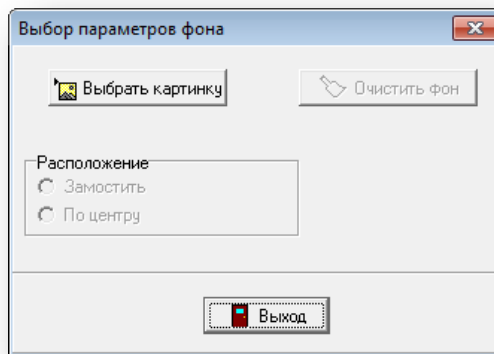 Выбор параметров фона
Выбрать картинку
Очистить фон
Расположение
Замостить
По центру
Выход